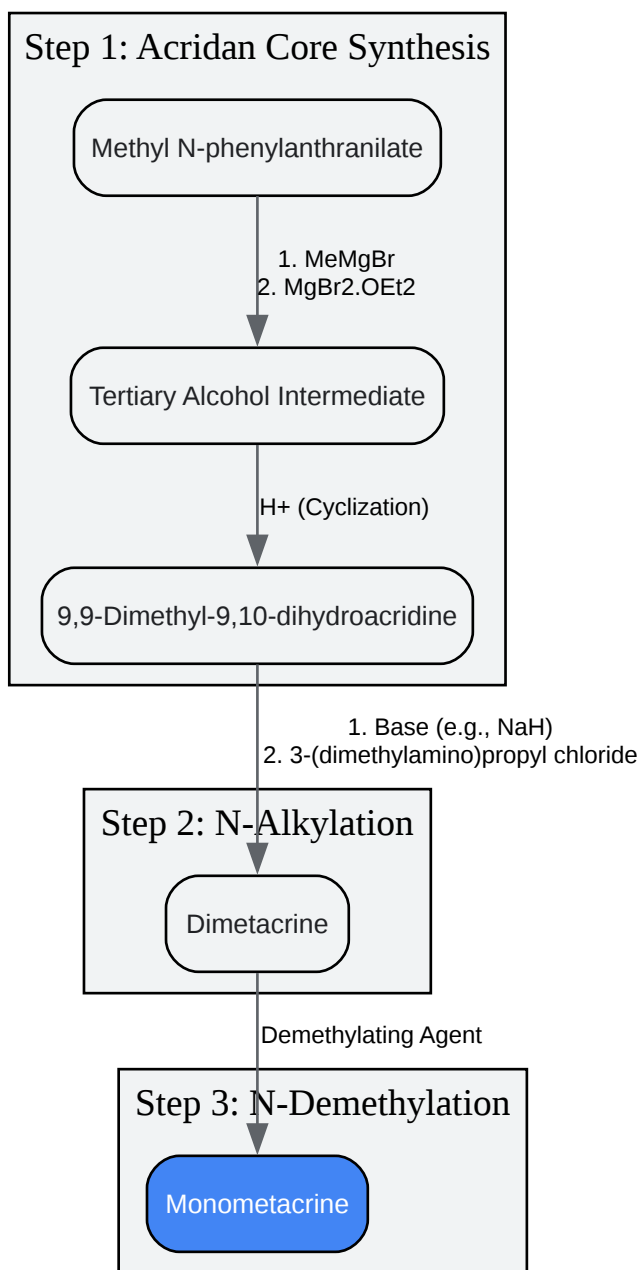 Step 1: Acridan Core Synthesis
Methyl N-phenylanthranilate
1. MeMgBr
2. MgBr2.OEt2
Tertiary Alcohol Intermediate
H+ (Cyclization)
9,9-Dimethyl-9,10-dihydroacridine
1. Base (e.g., NaH)
2. 3-(dimethylamino)propyl chloride
Step 2: N-Alkylation
Dimetacrine
Demethylating Agent
Step 3: N-Demethylation
Monometacrine